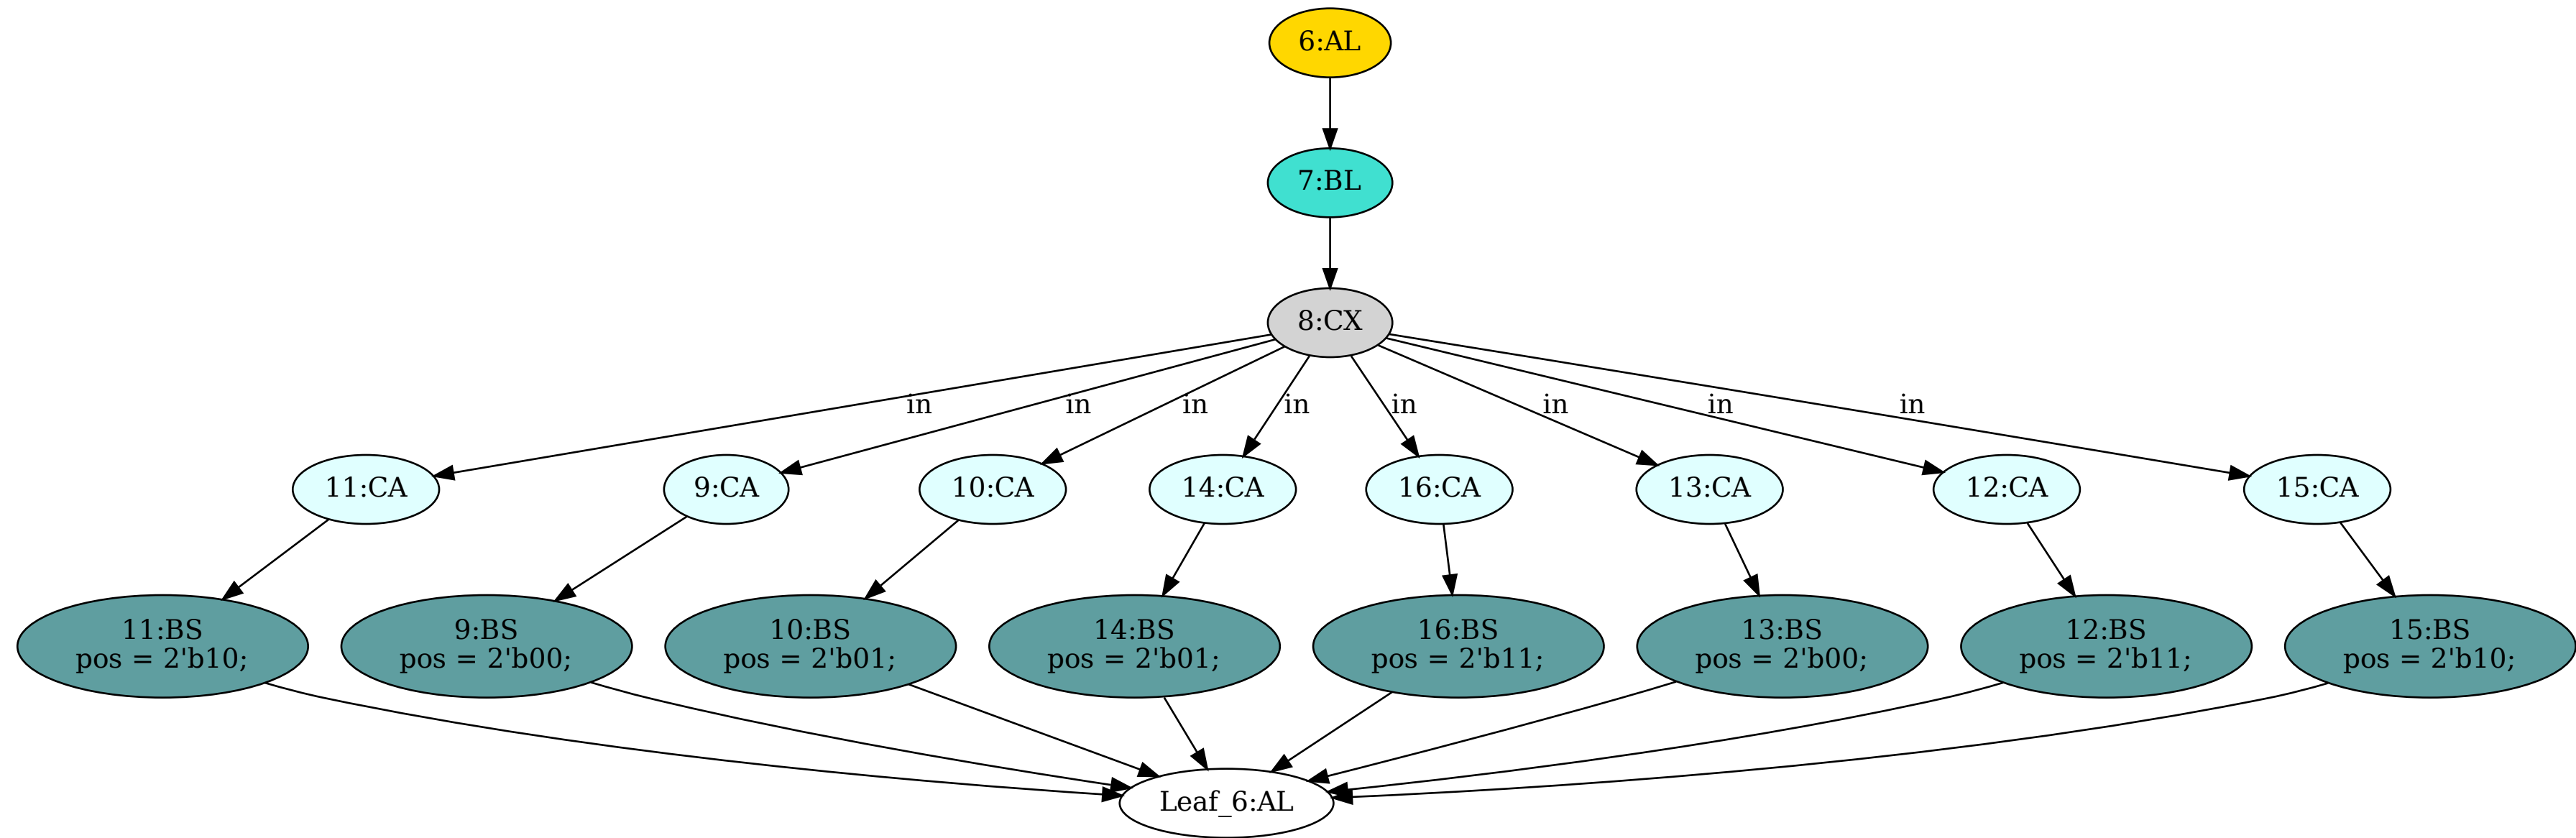 6:AL
7:BL
8:CX
in in in in in in in in
11:CA 9:CA 10:CA 14:CA 16:CA 13:CA 12:CA 15:CA
11:BS
pos = 2'b10;
9:BS
pos = 2'b00;
10:BS
pos = 2'b01;
14:BS
pos = 2'b01;
16:BS
pos = 2'b11;
13:BS
pos = 2'b00;
12:BS
pos = 2'b11;
15:BS
pos = 2'b10;
Leaf_6:AL